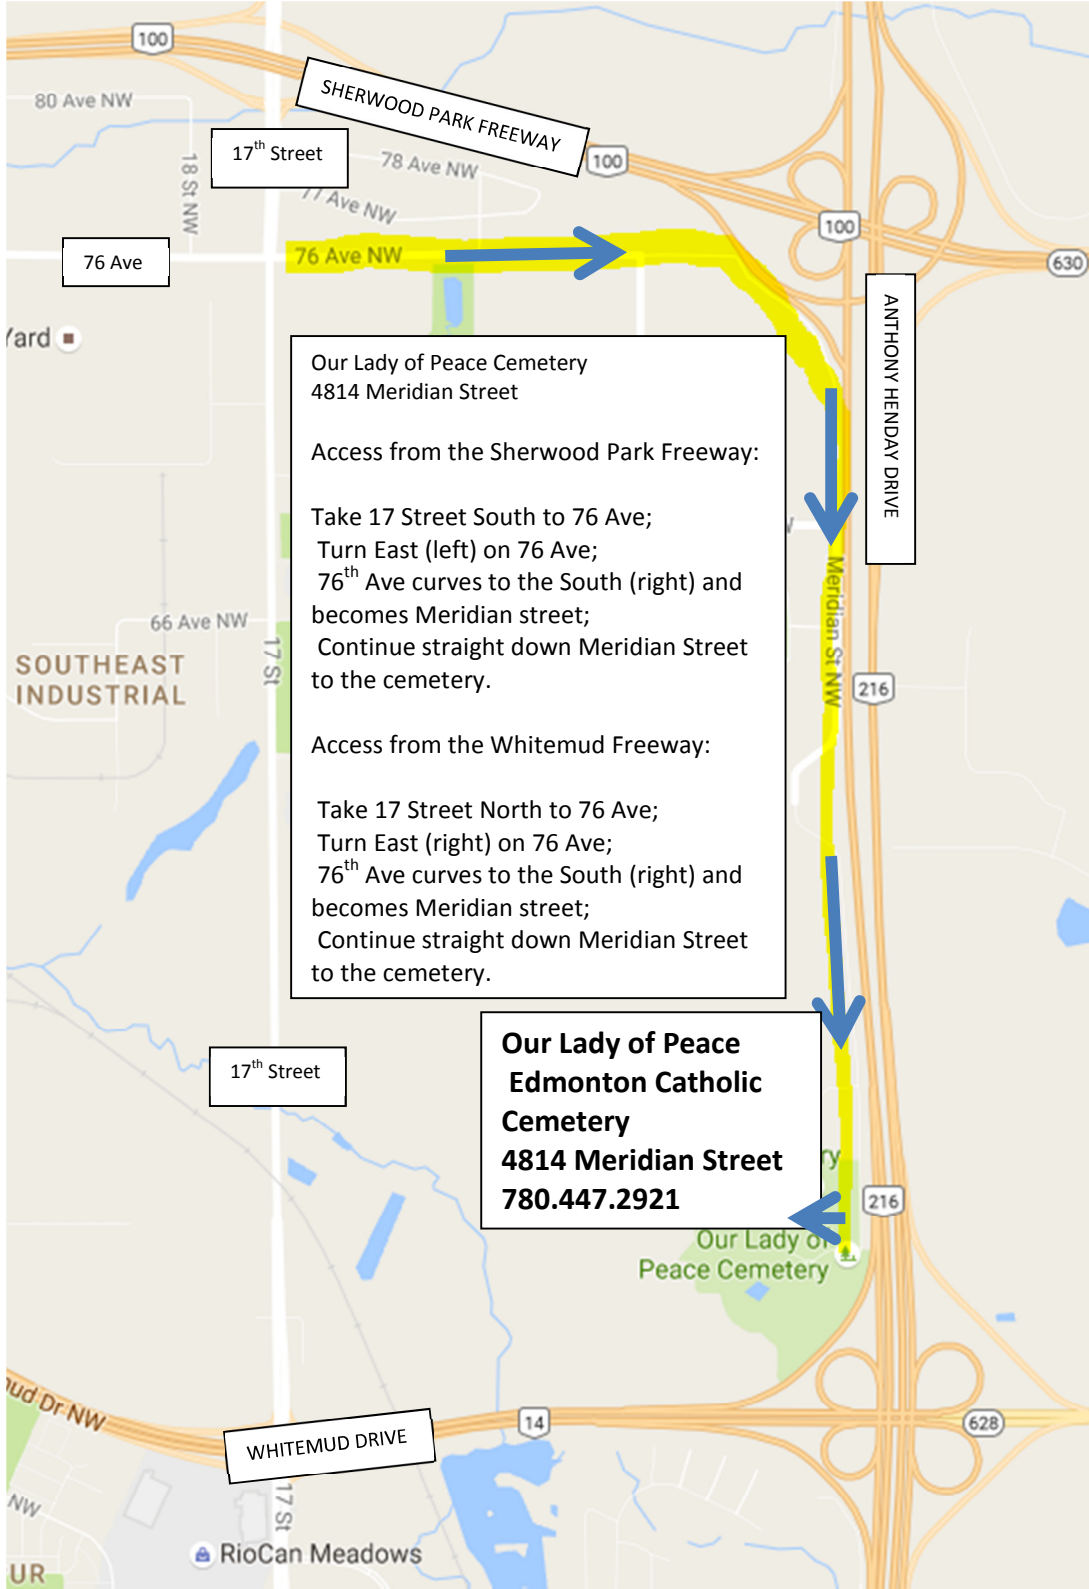 100
80 Ave NW
SHERWOOD PARK FREEWAY
17th Street
18 St NW
78 Ave NW
100
77 Ave NW
100
76 Ave
76 Ave NW
630
Yard
ANTHONY HENDAY DRIVE
Our Lady of Peace Cemetery
4814 Meridian Street
Access from the Sherwood Park Freeway:
Take 17 Street South to 76 Ave;
Turn East (left) on 76 Ave;
76th Ave curves to the South (right) and
becomes Meridian street;
Continue straight down Meridian Street
to the cemetery.
Access from the Whitemud Freeway:
Take 17 Street North to 76 Ave;
Turn East (right) on 76 Ave;
76th Ave curves to the South (right) and
becomes Meridian street;
Continue straight down Meridian Street
to the cemetery.
Meridian St NW
66 Ave NW
17 St
SOUTHEAST
INDUSTRIAL
216
Our Lady of Peace
Edmonton Catholic
Cemetery
4814 Meridian Street
780.447.2921
17th Street
ry
216
Our Lady of
Peace Cemetery
ud Dr NW
WHITEMUD DRIVE
14
628
17 St
NW
RioCan Meadows
UR